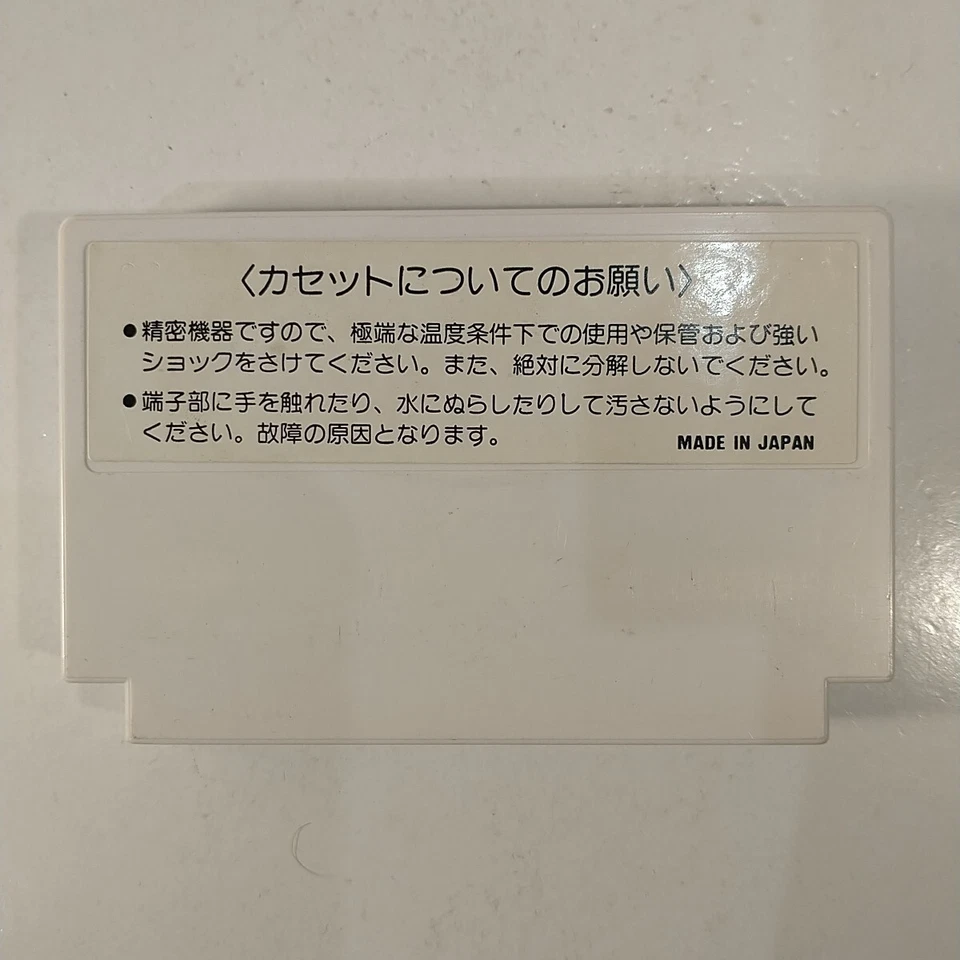 〈カセットについてのお願い〉
●精密機器ですので、極端な温度条件下での使用や保管および強い
ショックをさけてください。また、絶対に分解しないでください。
●端子部に手を触れたり、水にぬらしたりして汚さないようにして
ください。故障の原因となります。
MADE IN JAPAN